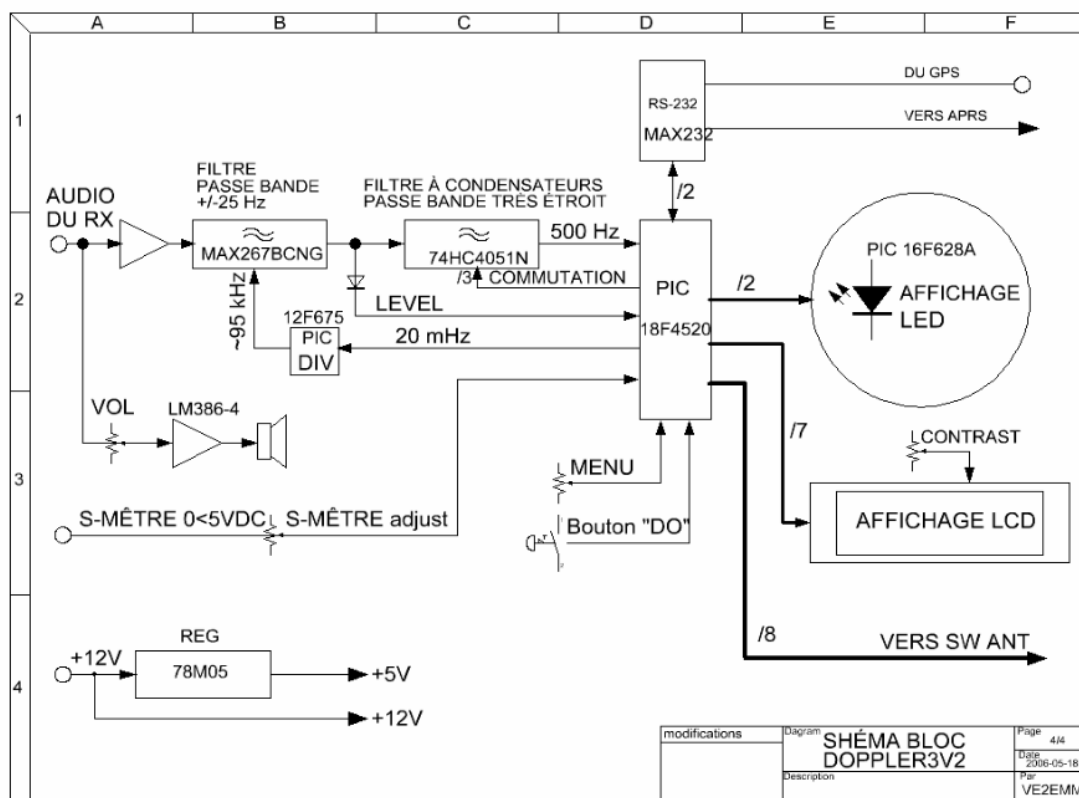 A B C D E F
1
2
3
4
DU GPS
VERS APRS
RS-232
MAX232
/2
FILTRE
PASSE BANDE
+/-25 Hz
FILTRE À CONDENSATEURS
PASSE BANDE TRÈS ÉTROIT
AUDIO
DU RX
MAX267BCNG
74HC4051N
500 Hz
/3 COMMUTATION
LEVEL
~95 kHz
12F675
PIC
DIV
20 mHz
PIC
18F4520
/2
PIC 16F628A
AFFICHAGE
LED
VOL
LM386-4
/7
CONTRAST
MENU
AFFICHAGE LCD
S-MÊTRE 0<5VDC
S-MÊTRE adjust
Bouton "DO"
/8
VERS SW ANT
REG
+12V
78M05
+5V
+12V
modifications
Diagram
SHÉMA BLOC
DOPPLER3V2
Page
4/4
Date
2006-05-18
Description
Par
VE2EMM